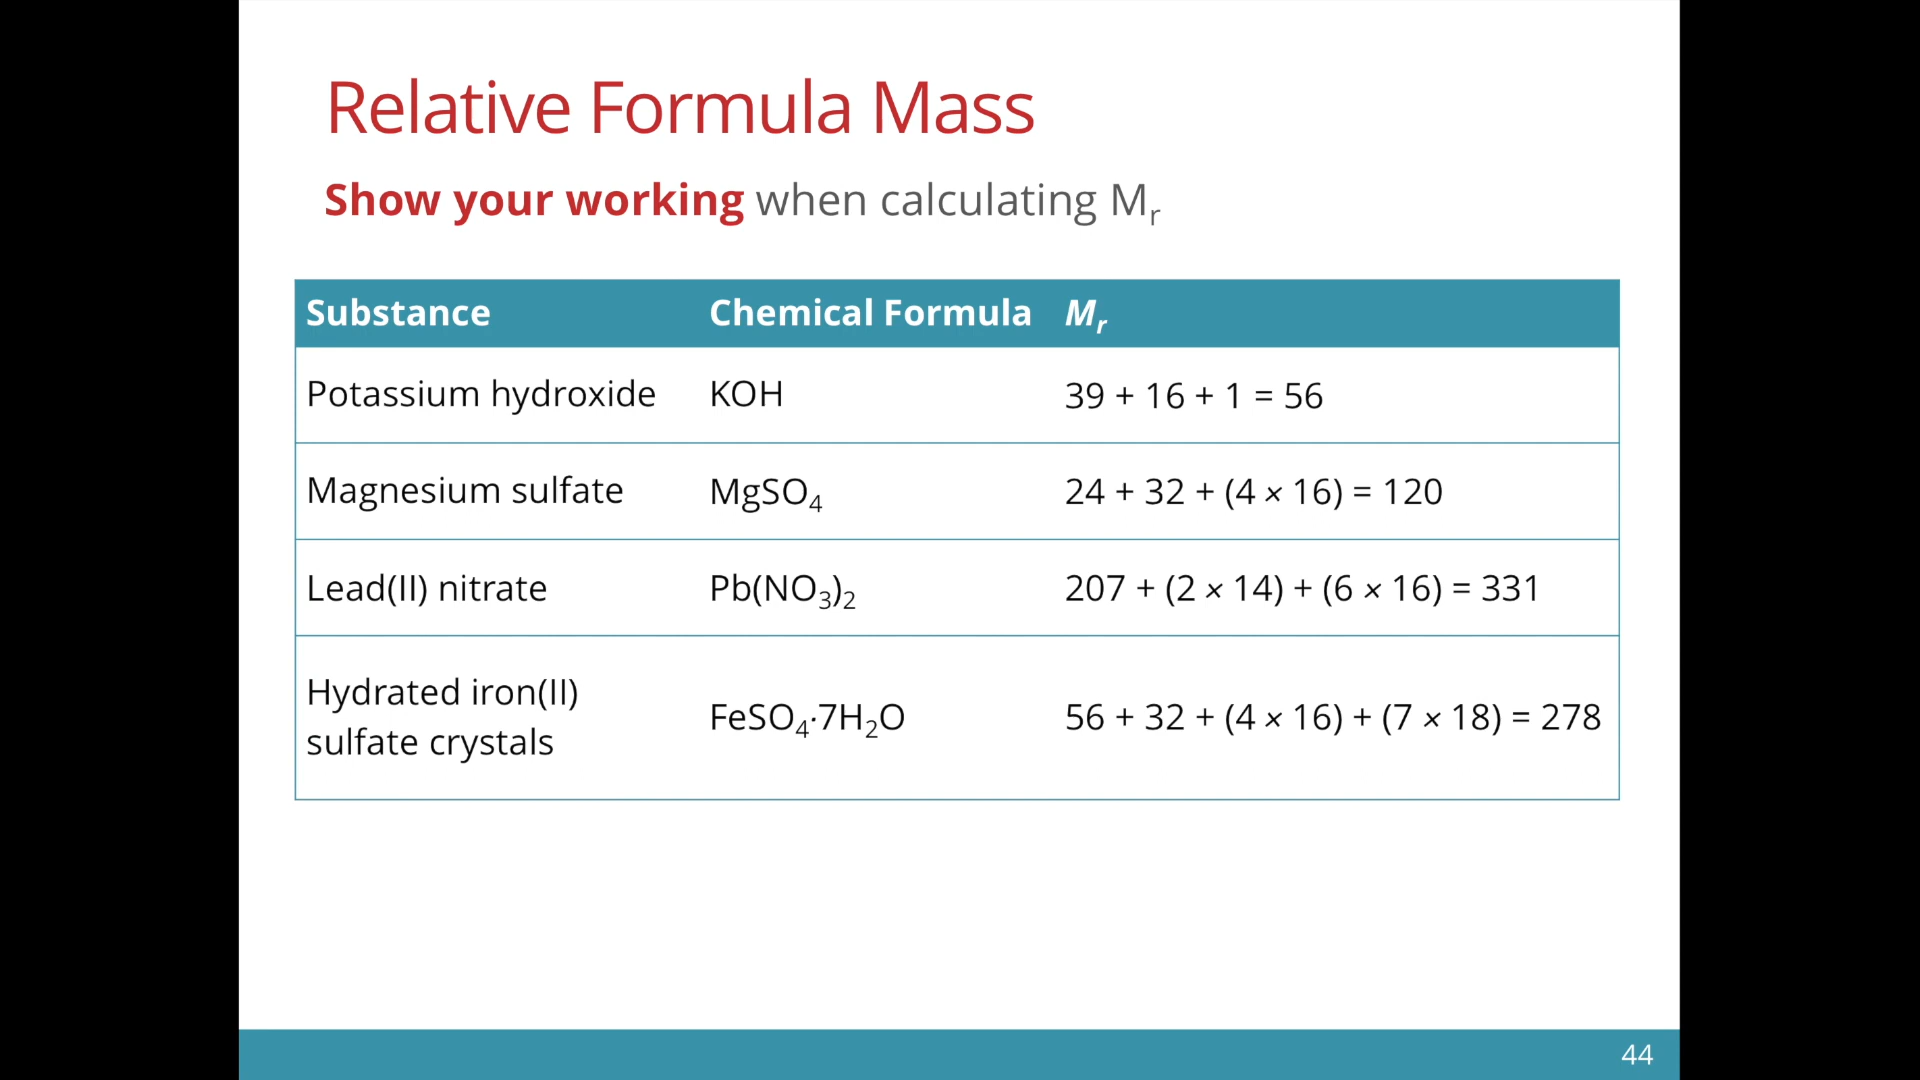 Relative Formula Mass
Show your working when calculating Mᵣ
Substance Chemical Formula Mᵣ
Potassium hydroxide KOH 39 + 16 + 1 = 56
Magnesium sulfate MgSO₄ 24 + 32 + (4 × 16) = 120
Lead(II) nitrate Pb(NO₃)₂ 207 + (2 × 14) + (6 × 16) = 331
Hydrated iron(II)
sulfate crystals FeSO₄·7H₂O 56 + 32 + (4 × 16) + (7 × 18) = 278
44